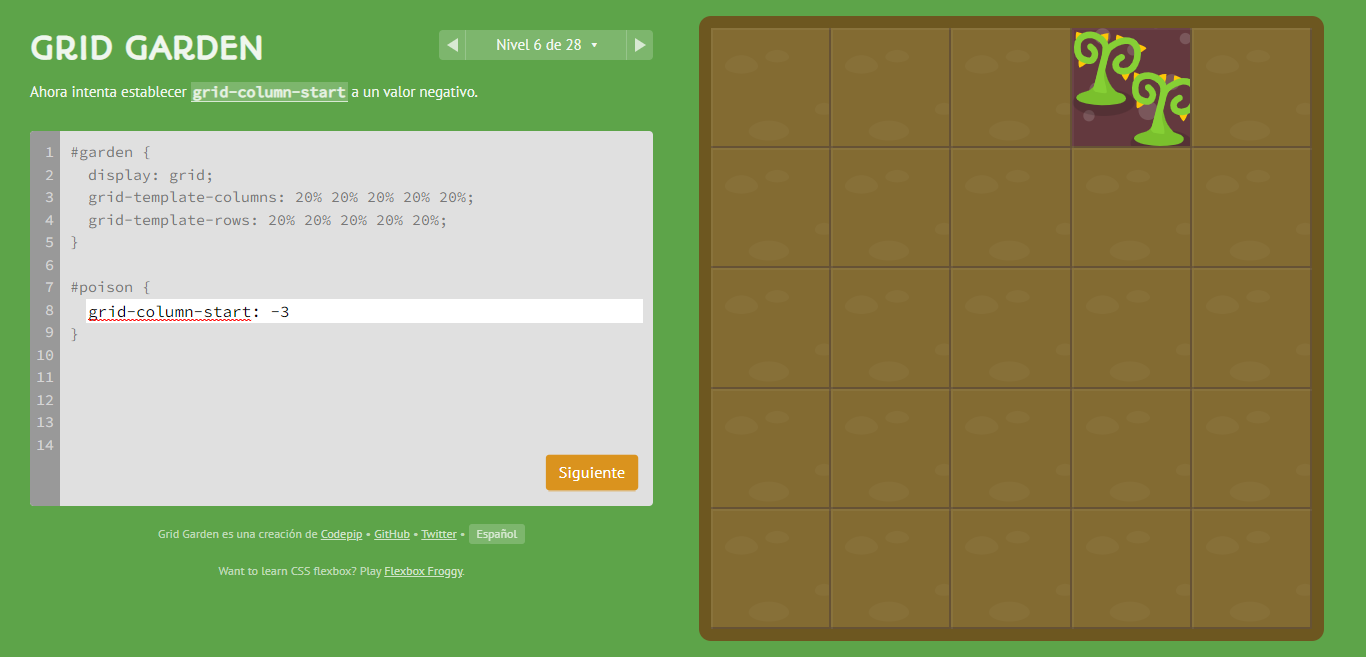 GRID GARDEN
Nivel 6 de 28
Ahora intenta establecer grid-column-start a un valor negativo.
1 #garden {
2 display: grid;
3 grid-template-columns: 20% 20% 20% 20% 20%;
4 grid-template-rows: 20% 20% 20% 20% 20%;
5 }
6
7 #poison {
8 grid-column-start: -3
9 }
10
11
12
13
14
Siguiente
Grid Garden es una creación de Codepip • GitHub • Twitter • Español
Want to learn CSS flexbox? Play Flexbox Froggy.